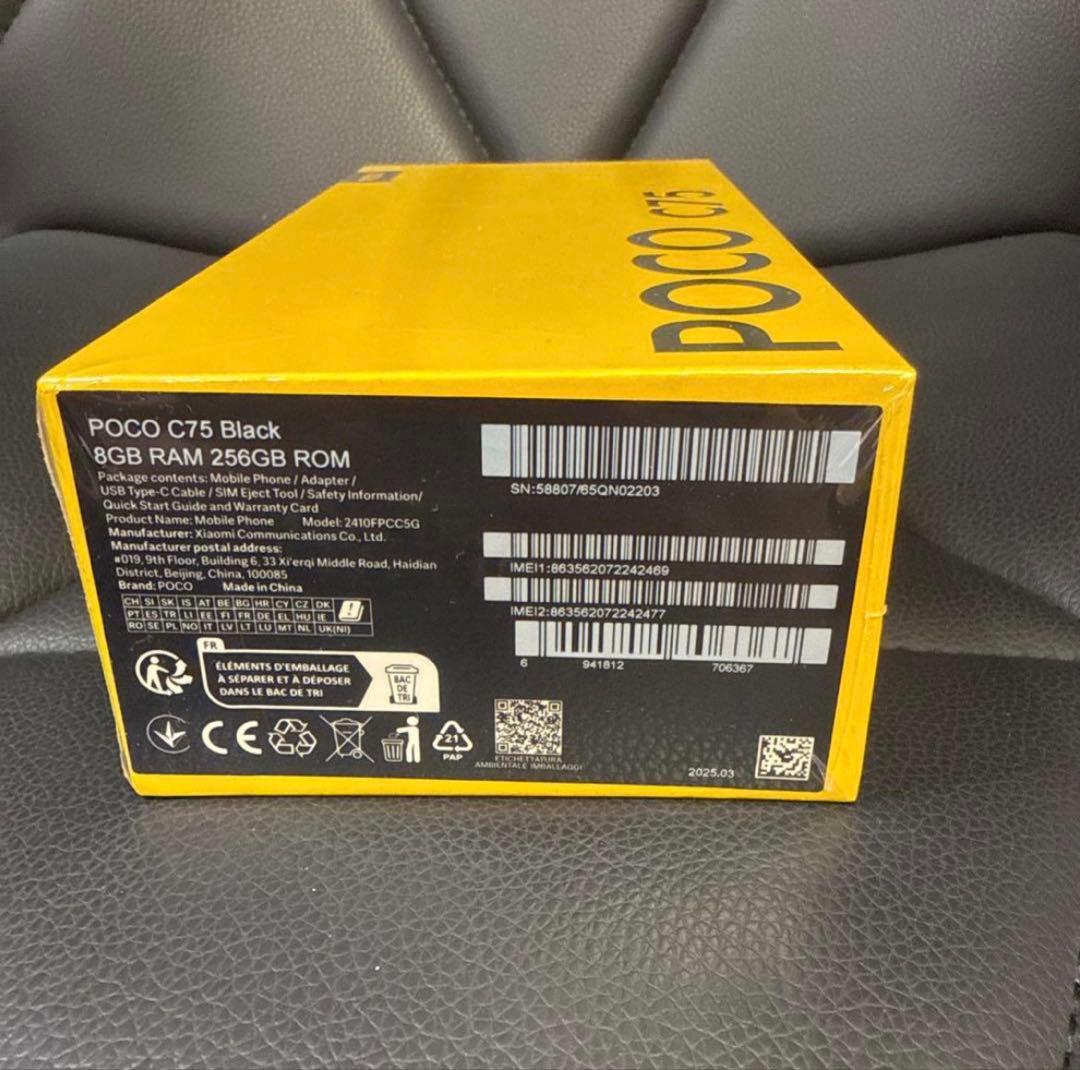 POCO C75
POCO C75 Black
8GB RAM 256GB ROM
Package contents: Mobile Phone / Adapter /
USB Type-C Cable / SIM Eject Tool / Safety Information/
Quick Start Guide and Warranty Card
Product Name: Mobile Phone Model: 2410FPCC5G
Manufacturer: Xiaomi Communications Co., Ltd.
Manufacturer postal address:
#019, 9th Floor, Building 6, 33 Xi'erqi Middle Road, Haidian
District, Beijing, China, 100085
Brand: POCO Made in China
CH SI SK IS AT BE BG HR CY CZ DK
PT ES TR LI EE FI FR DE EL HU IE
RO SE PL NO IT LV LT LU MT NL UK(NI)
FR
ÉLÉMENTS D'EMBALLAGE
À SÉPARER ET À DÉPOSER
DANS LE BAC DE TRI
BAC
DE
TRI
CE
21
PAP
SN:58807/65QN02203
IMEI1:863562072242469
IMEI2:863562072242477
6 941812 706367
ETICHETTATURA
AMBIENTALE IMBALLAGGI
2025.03